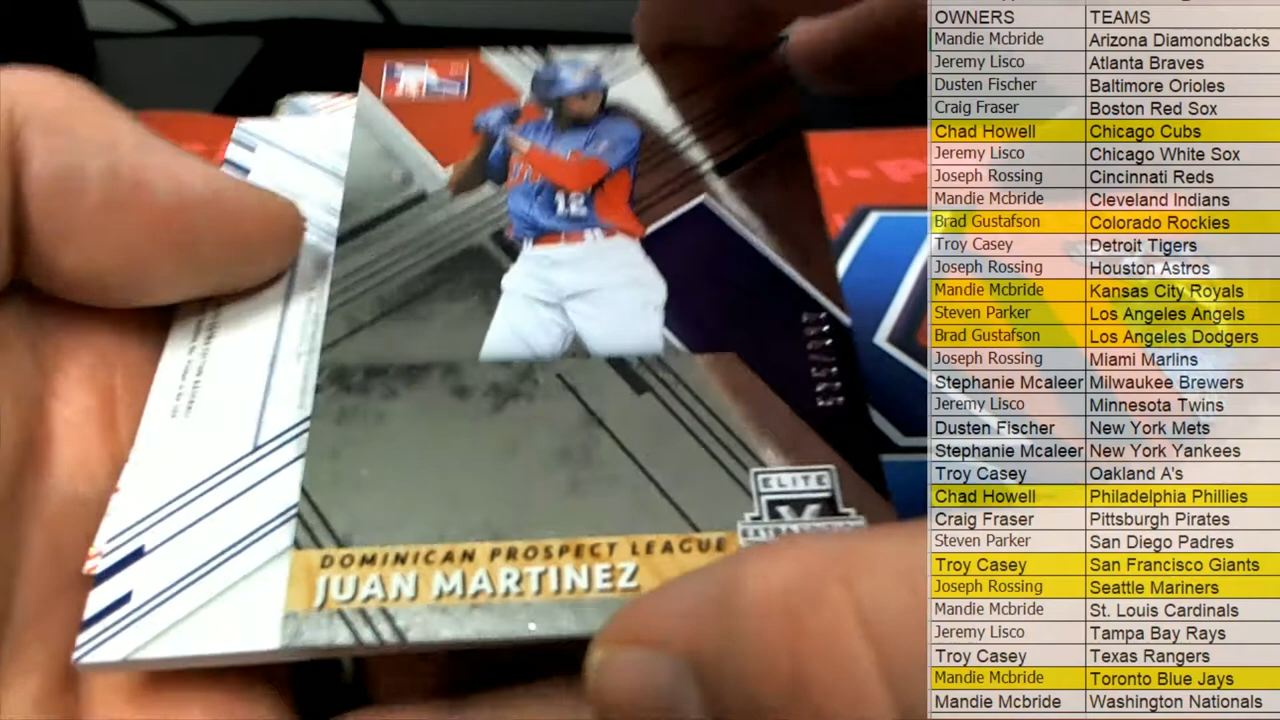 12
ELITE
EXTRA EDITION
DOMINICAN PROSPECT LEAGUE
JUAN MARTINEZ
OWNERS TEAMS
Mandie Mcbride Arizona Diamondbacks
Jeremy Lisco Atlanta Braves
Dusten Fischer Baltimore Orioles
Craig Fraser Boston Red Sox
Chad Howell Chicago Cubs
Jeremy Lisco Chicago White Sox
Joseph Rossing Cincinnati Reds
Mandie Mcbride Cleveland Indians
Brad Gustafson Colorado Rockies
Troy Casey Detroit Tigers
Joseph Rossing Houston Astros
Mandie Mcbride Kansas City Royals
Steven Parker Los Angeles Angels
Brad Gustafson Los Angeles Dodgers
Joseph Rossing Miami Marlins
Stephanie Mcaleer Milwaukee Brewers
Jeremy Lisco Minnesota Twins
Dusten Fischer New York Mets
Stephanie Mcaleer New York Yankees
Troy Casey Oakland A's
Chad Howell Philadelphia Phillies
Craig Fraser Pittsburgh Pirates
Steven Parker San Diego Padres
Troy Casey San Francisco Giants
Joseph Rossing Seattle Mariners
Mandie Mcbride St. Louis Cardinals
Jeremy Lisco Tampa Bay Rays
Troy Casey Texas Rangers
Mandie Mcbride Toronto Blue Jays
Mandie Mcbride Washington Nationals